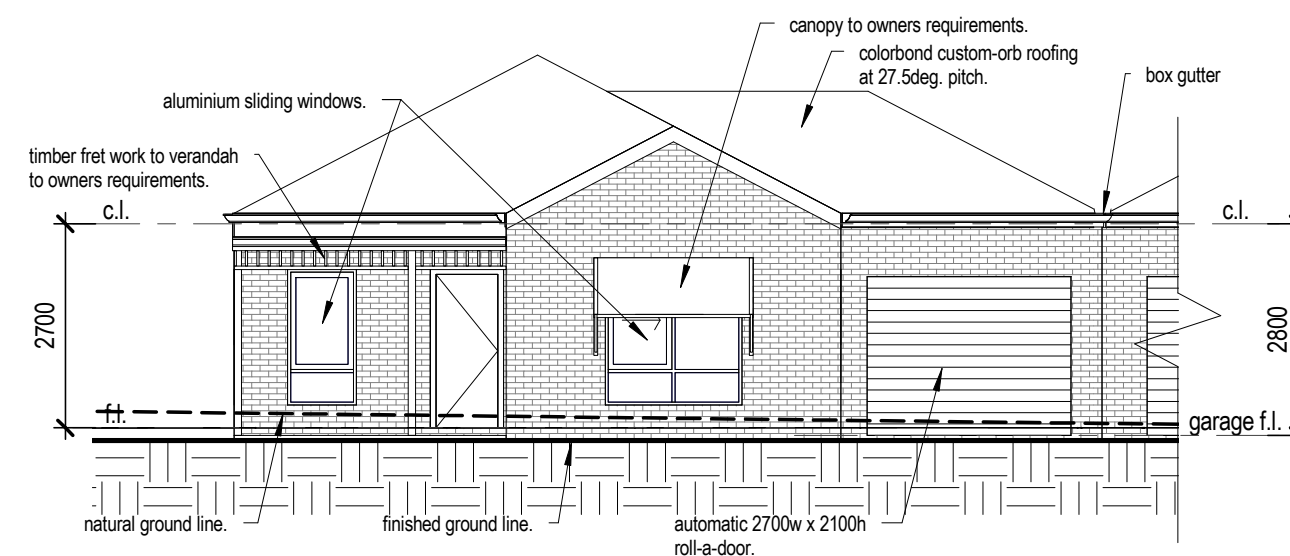 canopy to owners requirements.
colorbond custom-orb roofing
at 27.5deg. pitch.
box gutter
aluminium sliding windows.
timber fret work to verandah
to owners requirements.
c.l.
c.l.
2700
2800
f.l.
garage f.l.
natural ground line.
finished ground line.
automatic 2700w x 2100h
roll-a-door.